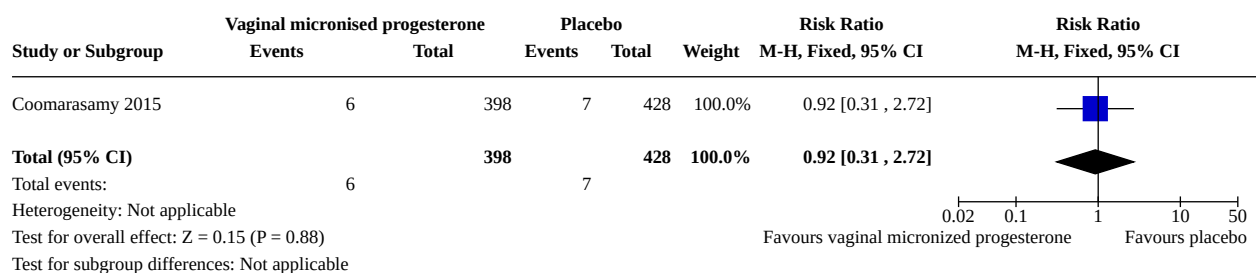 Vaginal micronised progesterone Placebo Risk Ratio Risk Ratio
Study or Subgroup Events Total Events Total Weight M-H, Fixed, 95% CI M-H, Fixed, 95% CI
Coomarasamy 2015 6 398 7 428 100.0% 0.92 [0.31 , 2.72]
Total (95% CI) 398 428 100.0% 0.92 [0.31 , 2.72]
Total events: 6 7
Heterogeneity: Not applicable
0.02 0.1 1 10 50
Test for overall effect: Z = 0.15 (P = 0.88)
Favours vaginal micronized progesterone Favours placebo
Test for subgroup differences: Not applicable